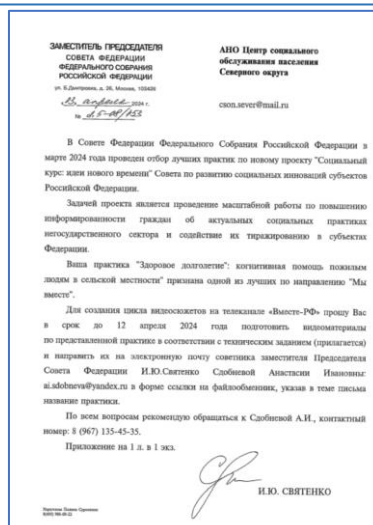 ЗАМЕСТИТЕЛЬ ПРЕДСЕДАТЕЛЯ
СОВЕТА ФЕДЕРАЦИИ
ФЕДЕРАЛЬНОГО СОБРАНИЯ
РОССИЙСКОЙ ФЕДЕРАЦИИ
ул. Б.Дмитровка, д. 26, Москва, 103426
апреля 2024 г.
№
АНО Центр социального
обслуживания населения
Северного округа
cson.sever@mail.ru
В Совете Федерации Федерального Собрания Российской Федерации в
марте 2024 года проведен отбор лучших практик по новому проекту "Социальный
курс: идеи нового времени" Совета по развитию социальных инноваций субъектов
Российской Федерации.
Задачей проекта является проведение масштабной работы по повышению
информированности граждан об актуальных социальных практиках
негосударственного сектора и содействие их тиражированию в субъектах
Федерации.
Ваша практика "Здоровое долголетие": когнитивная помощь пожилым
людям в сельской местности" признана одной из лучших по направлению "Мы
вместе".
Для создания цикла видеосюжетов на телеканале «Вместе-РФ» прошу Вас
в срок до 12 апреля 2024 года подготовить видеоматериалы
по представленной практике в соответствии с техническим заданием (прилагается)
и направить их на электронную почту советника заместителя Председателя
Совета Федерации И.Ю.Святенко Сдобневой Анастасии Ивановны:
ai.sdobneva@yandex.ru в форме ссылки на файлообменник, указав в теме письма
название практики.
По всем вопросам рекомендую обращаться к Сдобневой А.И., контактный
номер: 8 (967) 135-45-35.
Приложение на 1 л. в 1 экз.
И.Ю. СВЯТЕНКО